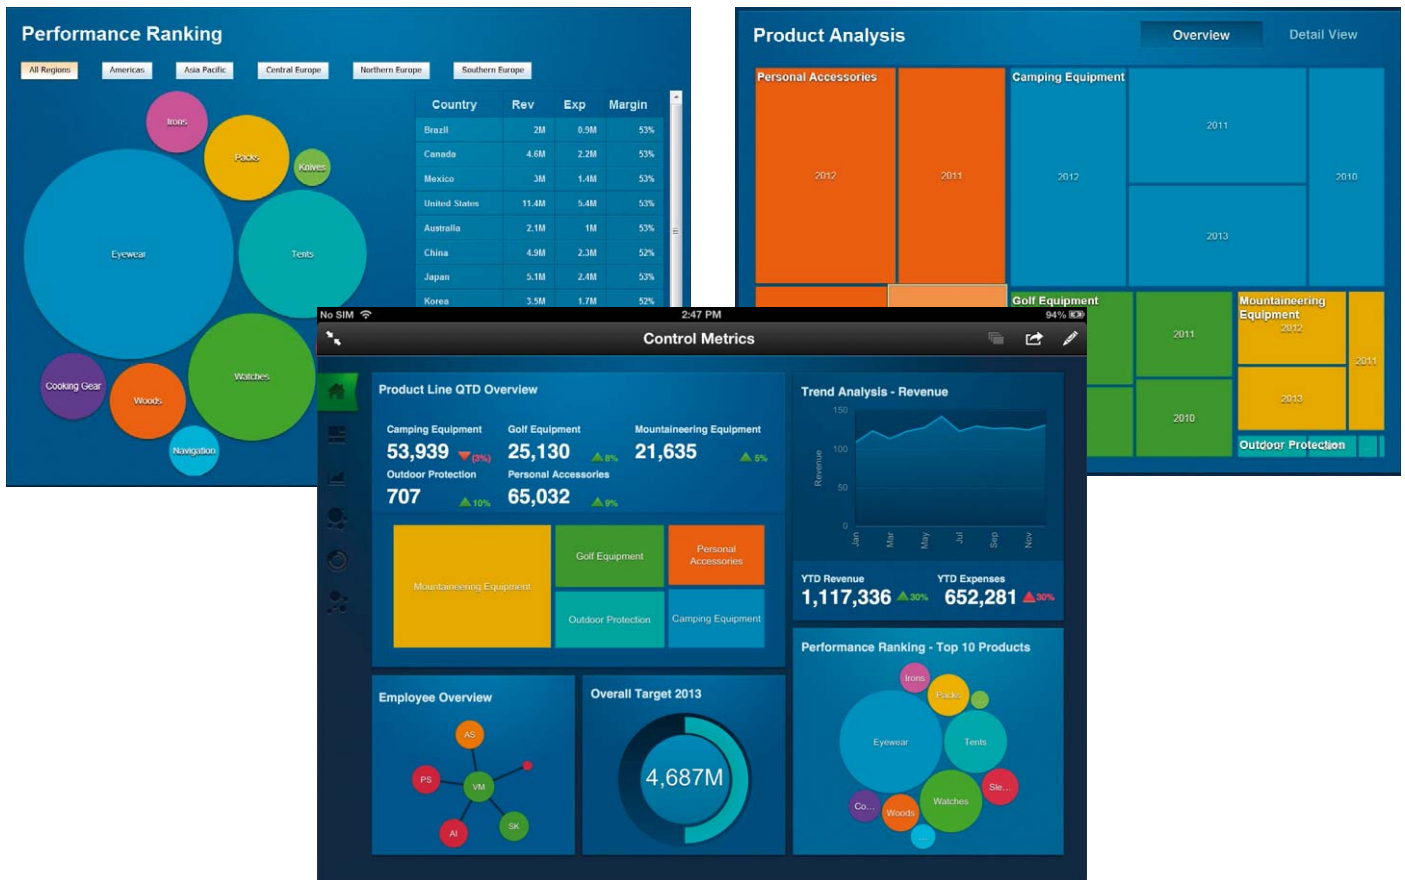 Performance Ranking
All Regions
Americas
Asia Pacific
Central Europe
Northern Europe
Southern Europe
Irons
Packs
Knives
Eyewear
Tents
Cooking Gear
Woods
Watches
Navigation
Country Rev Exp Margin
Brazil 2M 0.9M 53%
Canada 4.6M 2.2M 53%
Mexico 3M 1.4M 53%
United States 11.4M 5.4M 53%
Australia 2.1M 1M 53%
China 4.9M 2.3M 52%
Japan 5.1M 2.4M 53%
Korea 3.5M 1.7M 52%
Product Analysis
Overview
Detail View
Personal Accessories
2012
2011
Camping Equipment
2012
2011
2013
2010
Golf Equipment
2011
2010
Mountaineering
Equipment
2012
2013
2011
Outdoor Protection
No SIM
2:47 PM
94%
Control Metrics
Product Line QTD Overview
Camping Equipment
53,939 (3%)
Golf Equipment
25,130 8%
Mountaineering Equipment
21,635 5%
Outdoor Protection
707 10%
Personal Accessories
65,032 9%
Mountaineering Equipment
Golf Equipment
Personal
Accessories
Outdoor Protection
Camping Equipment
Trend Analysis - Revenue
150
100
50
0
Revenue
Jan
Mar
May
Jul
Sep
Nov
YTD Revenue
1,117,336 30%
YTD Expenses
652,281 30%
Employee Overview
AS
PS
VM
AI
SK
Overall Target 2013
4,687M
Performance Ranking - Top 10 Products
Irons
Packs
Eyewear
Tents
Sle...
Co...
Woods
Watches
...